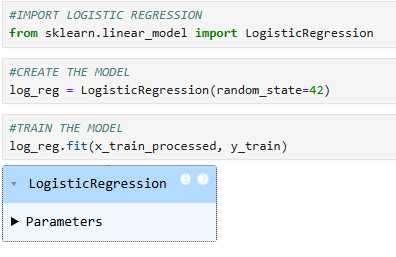 #IMPORT LOGISTIC REGRESSION
from sklearn.linear_model import LogisticRegression
#CREATE THE MODEL
log_reg = LogisticRegression(random_state=42)
#TRAIN THE MODEL
log_reg.fit(x_train_processed, y_train)
▾ LogisticRegression i ?
▶ Parameters